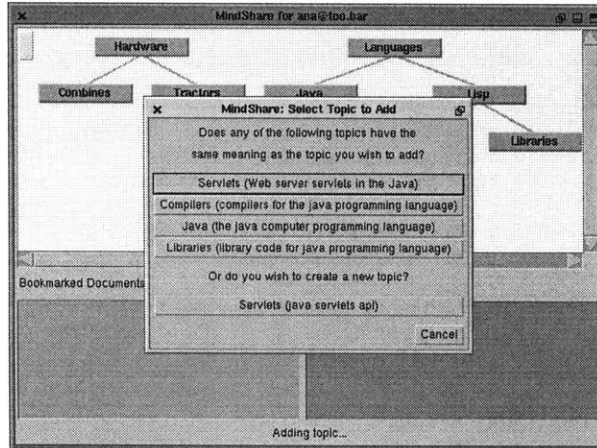 MindShare for ana@foo.bar
Hardware
Languages
Combines
Tractors
Java
Lisp
Libraries
MindShare: Select Topic to Add
Does any of the following topics have the
same meaning as the topic you wish to add?
Servlets (Web server servlets in the Java)
Compilers (compilers for the java programming language)
Java (the java computer programming language)
Libraries (library code for java programming language)
Or do you wish to create a new topic?
Servlets (java servlets api)
Cancel
Bookmarked Documents
Adding topic...